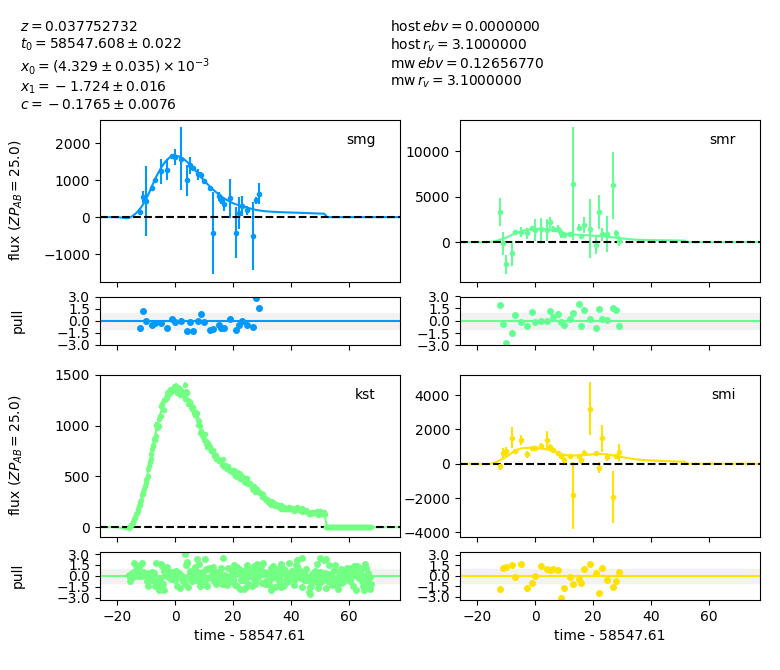 z = 0.037752732
t₀ = 58547.608 ± 0.022
x₀ = (4.329 ± 0.035) × 10⁻³
x₁ = −1.724 ± 0.016
c = −0.1765 ± 0.0076
host ebv = 0.0000000
host r_v = 3.1000000
mw ebv = 0.12656770
mw r_v = 3.1000000
flux (ZP_AB = 25.0)
2000
1000
0
−1000
smg
10000
5000
0
smr
pull
3.0
1.5
0.0
−1.5
−3.0
3.0
1.5
0.0
−1.5
−3.0
flux (ZP_AB = 25.0)
1500
1000
500
0
kst
4000
2000
0
−2000
−4000
smi
pull
3.0
1.5
0.0
−1.5
−3.0
3.0
1.5
0.0
−1.5
−3.0
−20 0 20 40 60
−20 0 20 40 60
time - 58547.61
time - 58547.61